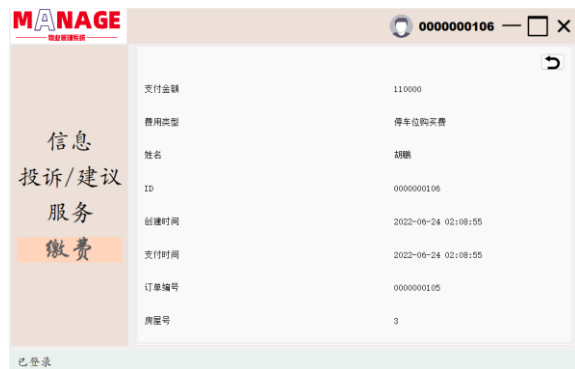 MANAGE
物业管理系统
0000000106
信息
投诉/建议
服务
缴费
支付金额 110000
费用类型 停车位购买费
姓名 胡鹏
ID 0000000106
创建时间 2022-06-24 02:08:55
支付时间 2022-06-24 02:08:55
订单编号 0000000105
房屋号 3
已登录